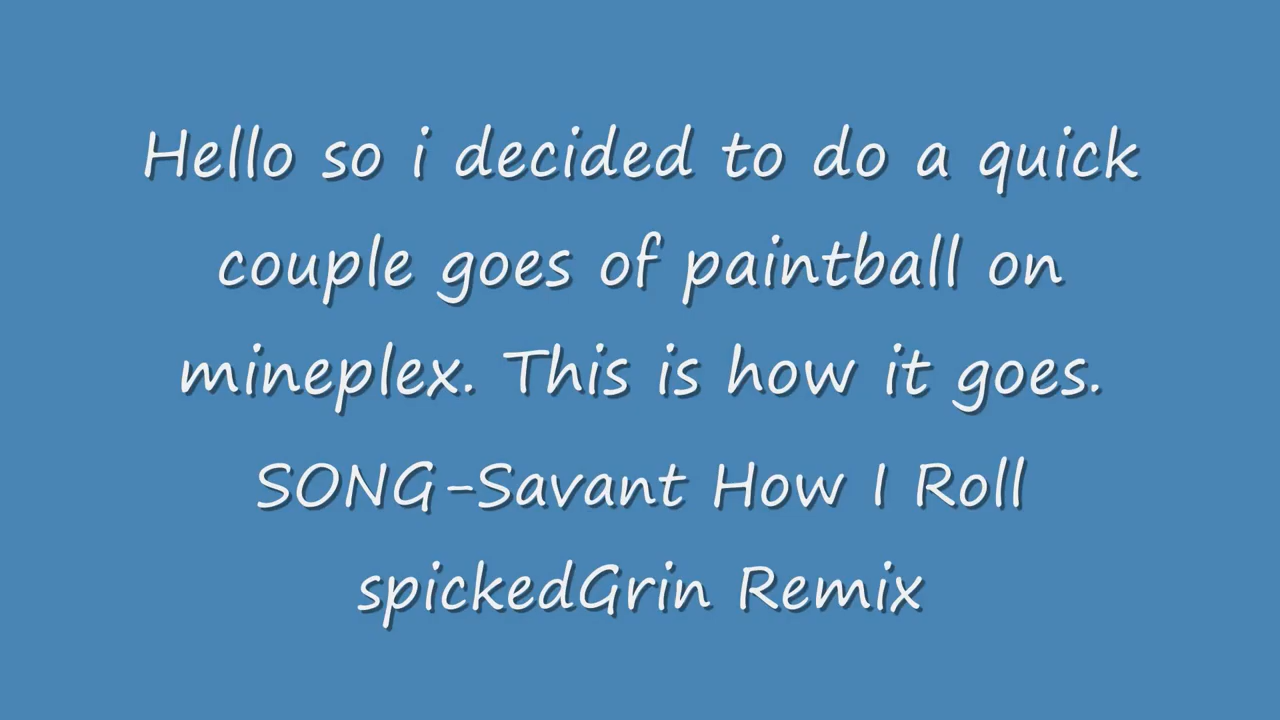 Hello so i decided to do a quick
couple goes of paintball on
mineplex. This is how it goes.
SONG-Savant How I Roll
spickedGrin Remix